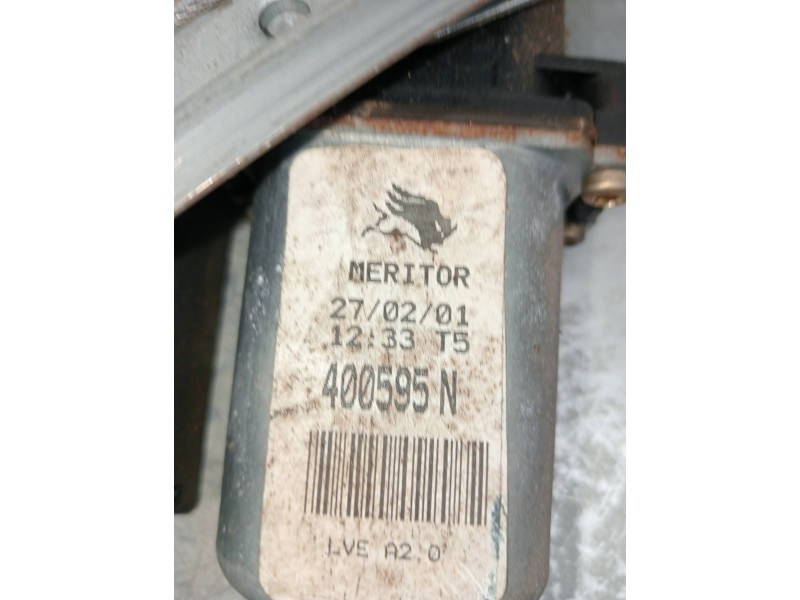 MERITOR
27/02/01
12:33 T5
400595 N
LVE A2.0